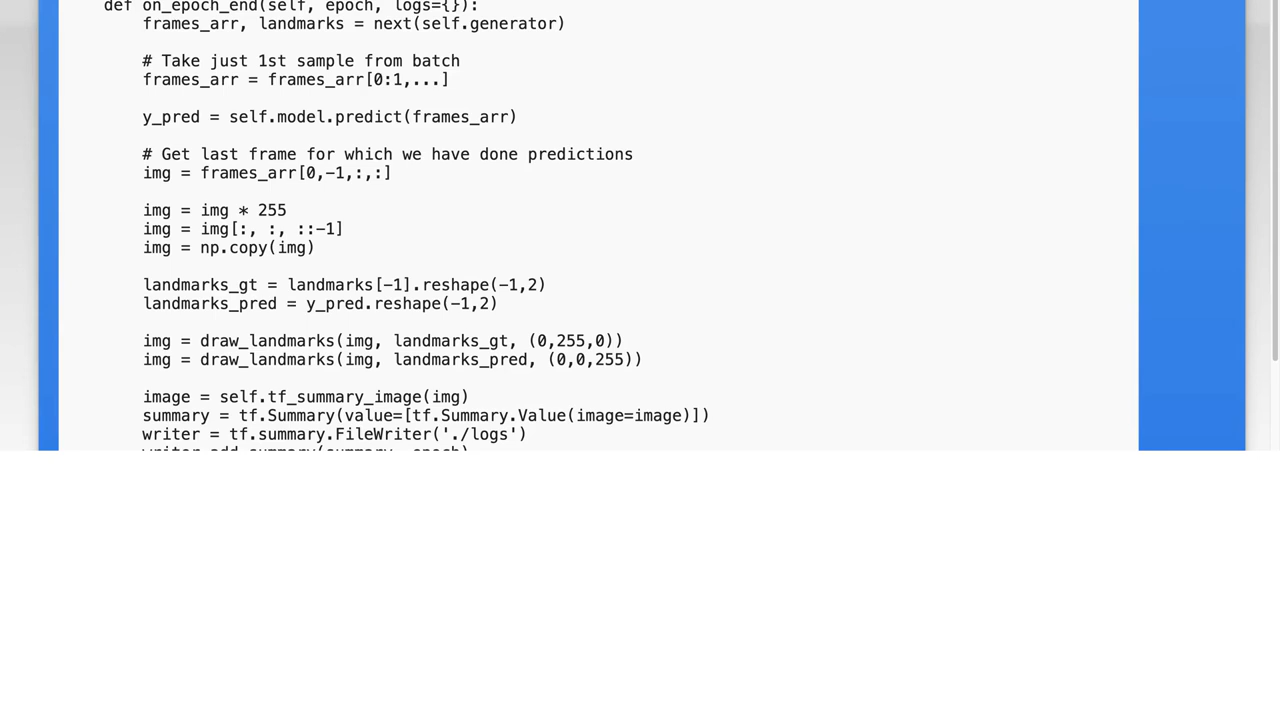 def on_epoch_end(self, epoch, logs={}):
frames_arr, landmarks = next(self.generator)
# Take just 1st sample from batch
frames_arr = frames_arr[0:1,...]
y_pred = self.model.predict(frames_arr)
# Get last frame for which we have done predictions
img = frames_arr[0,-1,:,:]
img = img * 255
img = img[:, :, ::-1]
img = np.copy(img)
landmarks_gt = landmarks[-1].reshape(-1,2)
landmarks_pred = y_pred.reshape(-1,2)
img = draw_landmarks(img, landmarks_gt, (0,255,0))
img = draw_landmarks(img, landmarks_pred, (0,0,255))
image = self.tf_summary_image(img)
summary = tf.Summary(value=[tf.Summary.Value(image=image)])
writer = tf.summary.FileWriter('./logs')
writer.add_summary(summary, epoch)